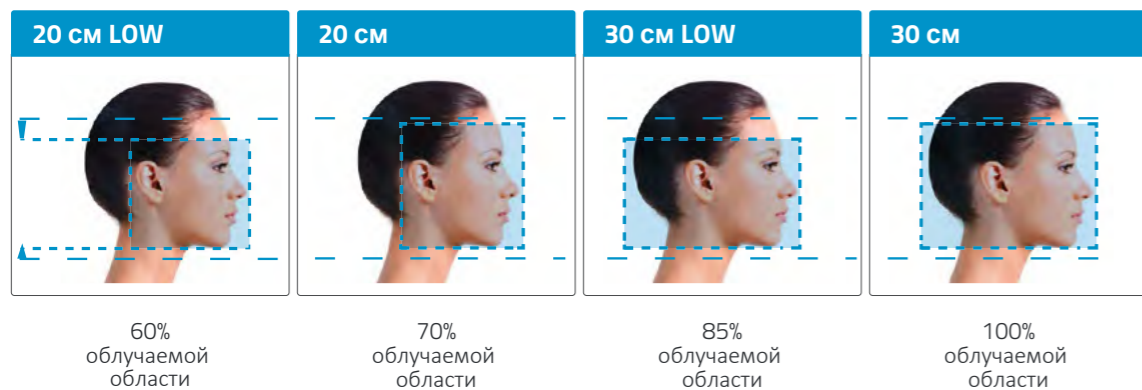 20 см LOW
20 см
30 см LOW
30 см
60%
облучаемой
области
70%
облучаемой
области
85%
облучаемой
области
100%
облучаемой
области